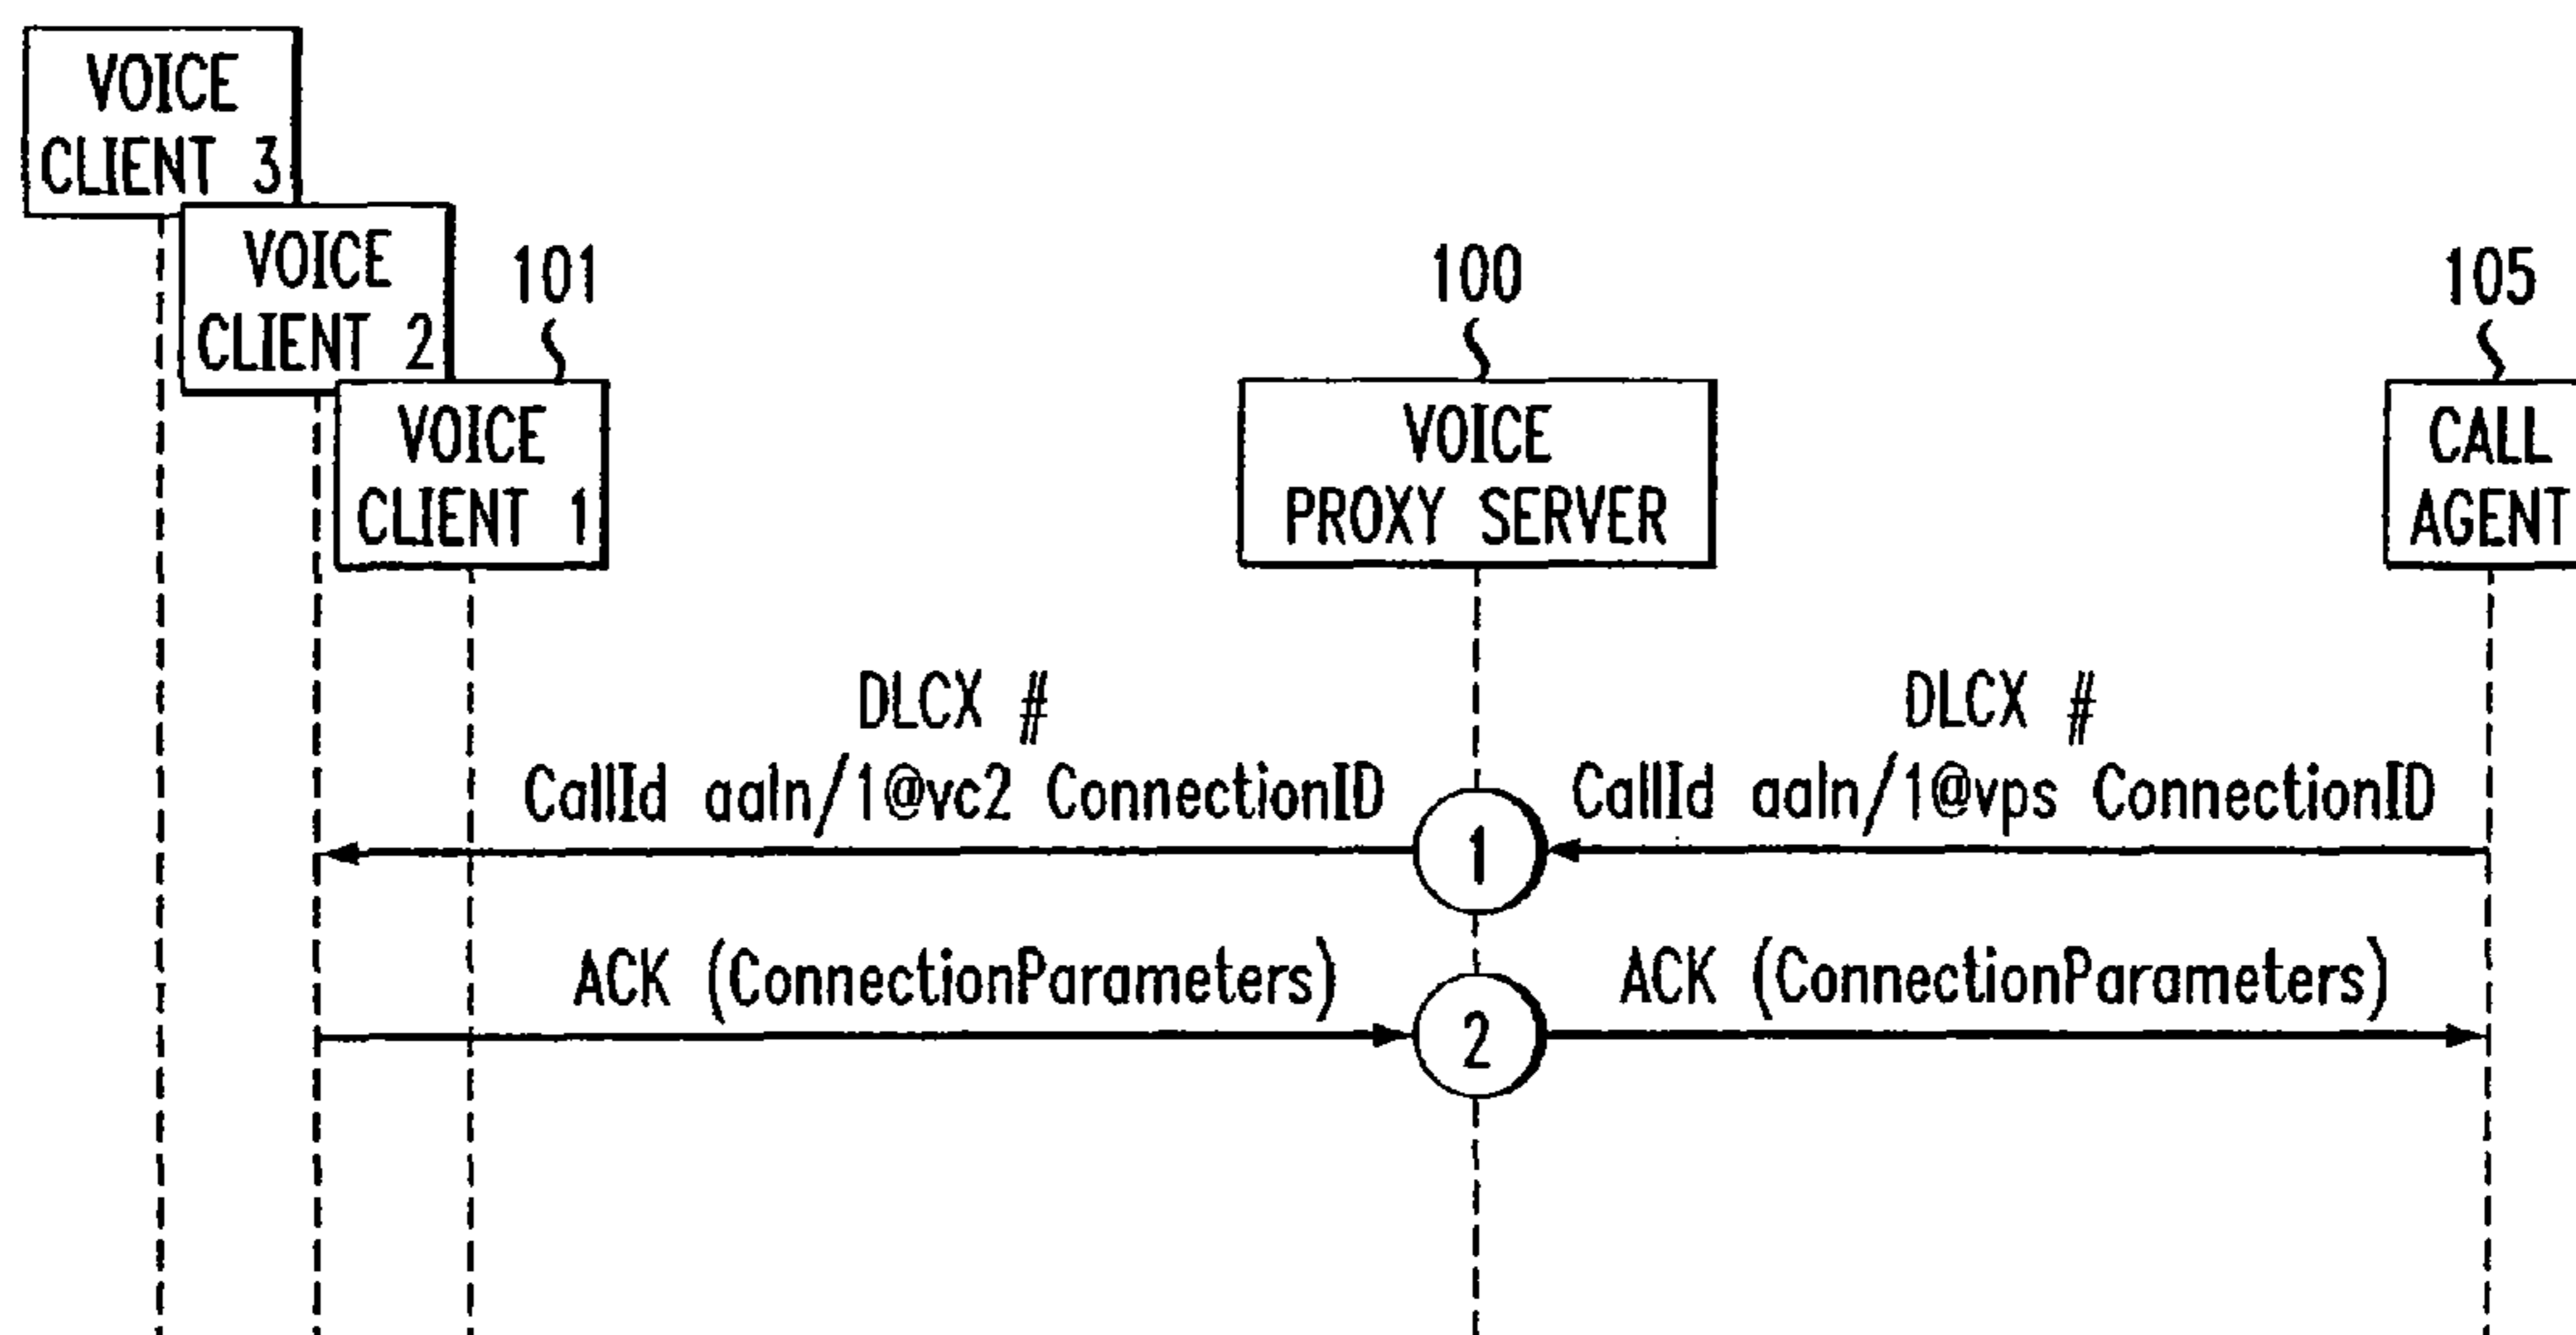 VOICE
CLIENT 3
VOICE
CLIENT 2
101
VOICE
CLIENT 1
100
VOICE
PROXY SERVER
105
CALL
AGENT
DLCX #
CallId aaln/1@vc2 ConnectionID
DLCX #
CallId aaln/1@vps ConnectionID
1
ACK (ConnectionParameters)
ACK (ConnectionParameters)
2